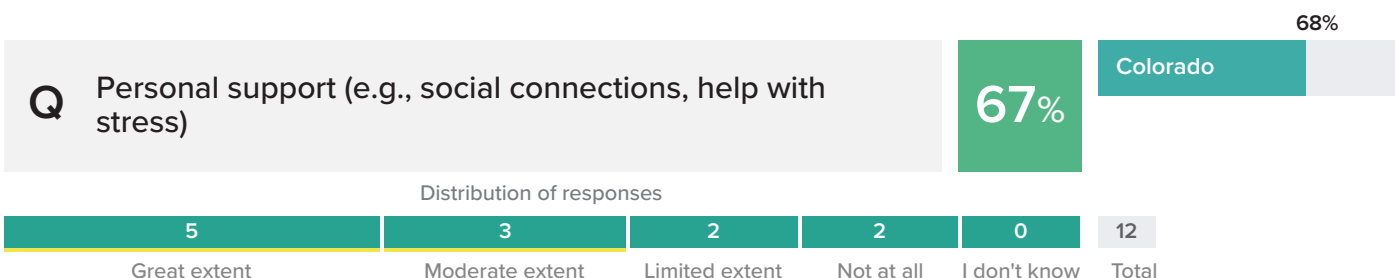 68%
Q
Personal support (e.g., social connections, help with
stress)
67%
Colorado
Distribution of responses
5 3 2 2 0 12
Great extent Moderate extent Limited extent Not at all I don't know Total